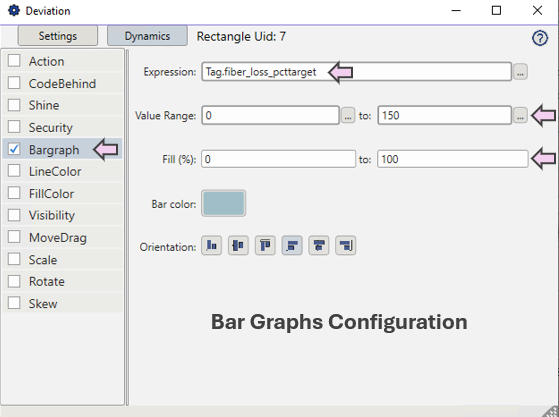 Deviation
Settings Dynamics Rectangle Uid: 7 ?
Action
CodeBehind
Shine
Security
Bargraph
LineColor
FillColor
Visibility
MoveDrag
Scale
Rotate
Skew
Expression: Tag.fiber_loss_pcttarget ...
Value Range: 0 ... to: 150 ...
Fill (%): 0 to: 100
Bar color:
Orientation:
Bar Graphs Configuration